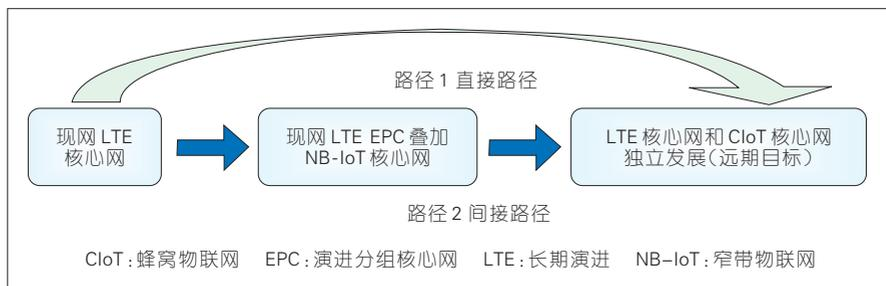 路径1 直接路径
现网 LTE
核心网
现网 LTE EPC 叠加
NB-IoT 核心网
LTE 核心网和 CIoT 核心网
独立发展(远期目标)
路径2 间接路径
CIoT:蜂窝物联网 EPC:演进分组核心网 LTE:长期演进 NB-IoT:窄带物联网